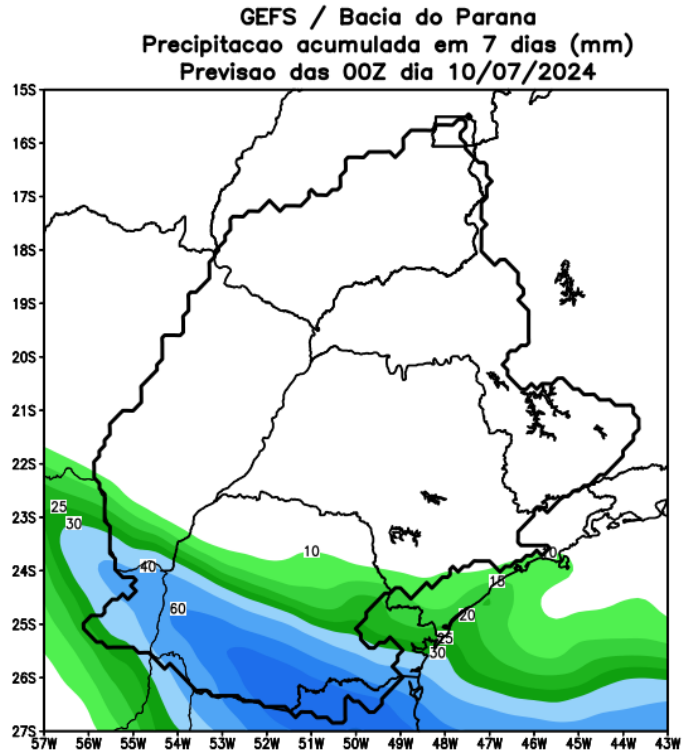 GEFS / Bacia do Parana
Precipitacao acumulada em 7 dias (mm)
Previsao das 00Z dia 10/07/2024
15S
16S
17S
18S
19S
20S
21S
22S
23S
25
30
10
24S
40
10
15
60
20
25S
25
30
26S
27S
57W 56W 55W 54W 53W 52W 51W 50W 49W 48W 47W 46W 45W 44W 43W